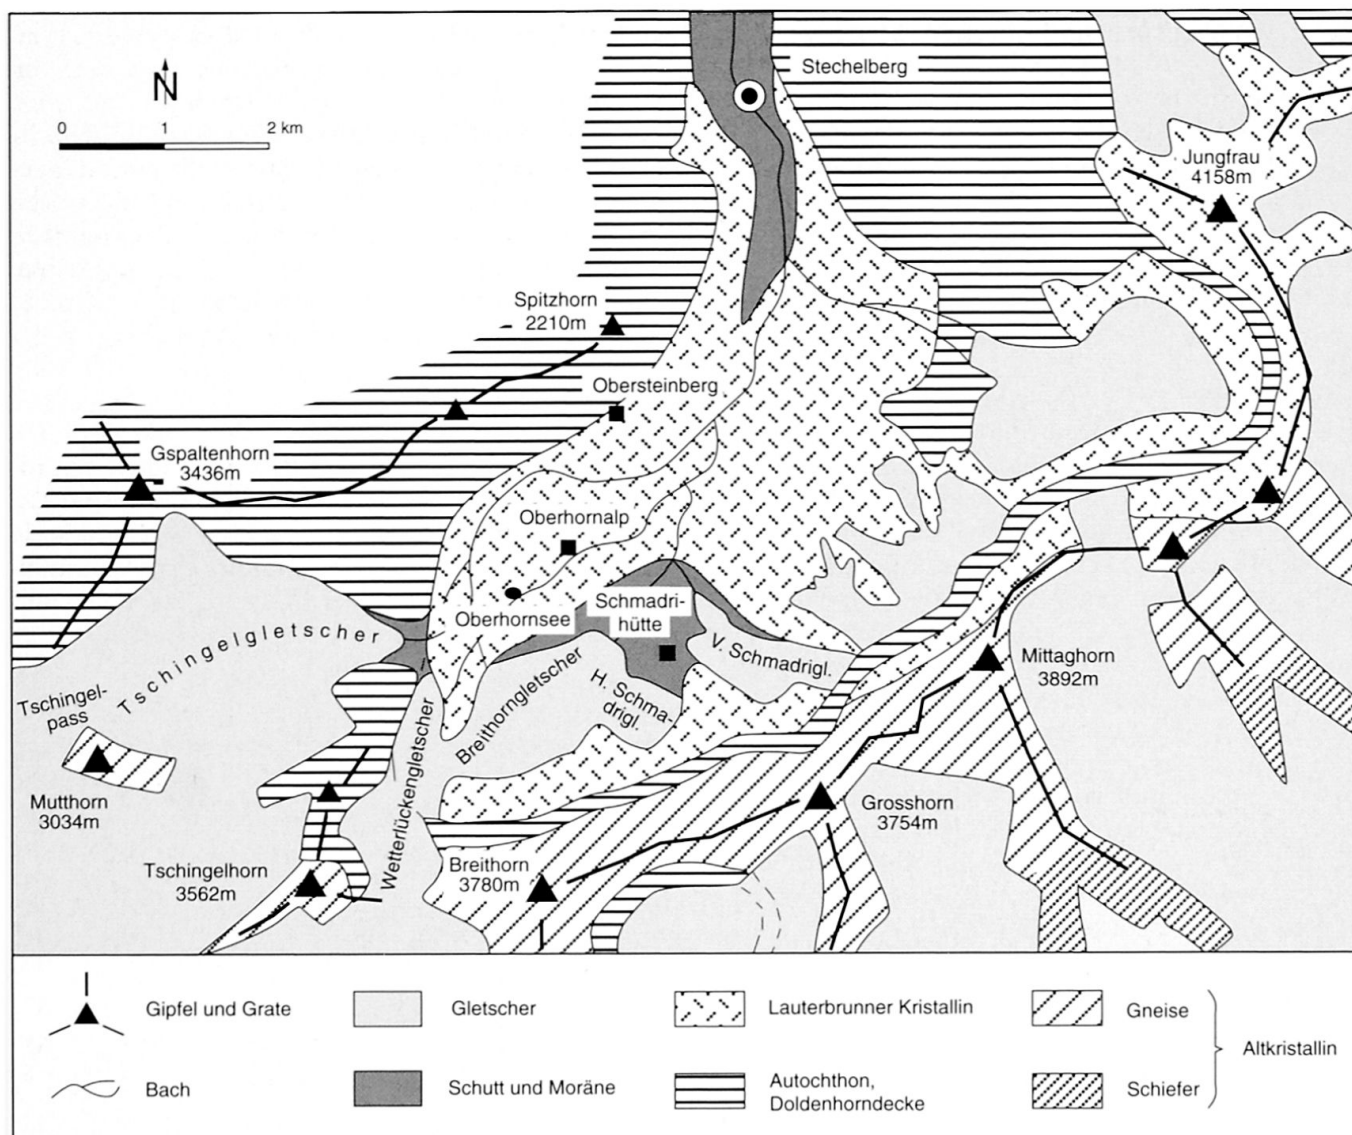 N
0 1 2 km
Stechelberg
Jungfrau
4158m
Spitzhorn
2210m
Obersteinberg
Gspaltenhorn
3436m
Oberhornalp
Oberhornsee
Schmadri-
hütte
Tschingelgletscher
Tschingel-
pass
V. Schmadrigl.
H. Schma-
drigl.
Breithorngletscher
Wetterlückengletscher
Mittaghorn
3892m
Mutthorn
3034m
Grosshorn
3754m
Tschingelhorn
3562m
Breithorn
3780m
Gipfel und Grate
Gletscher
Lauterbrunner Kristallin
Gneise
Altkristallin
Bach
Schutt und Moräne
Autochthon,
Doldenhorndecke
Schiefer